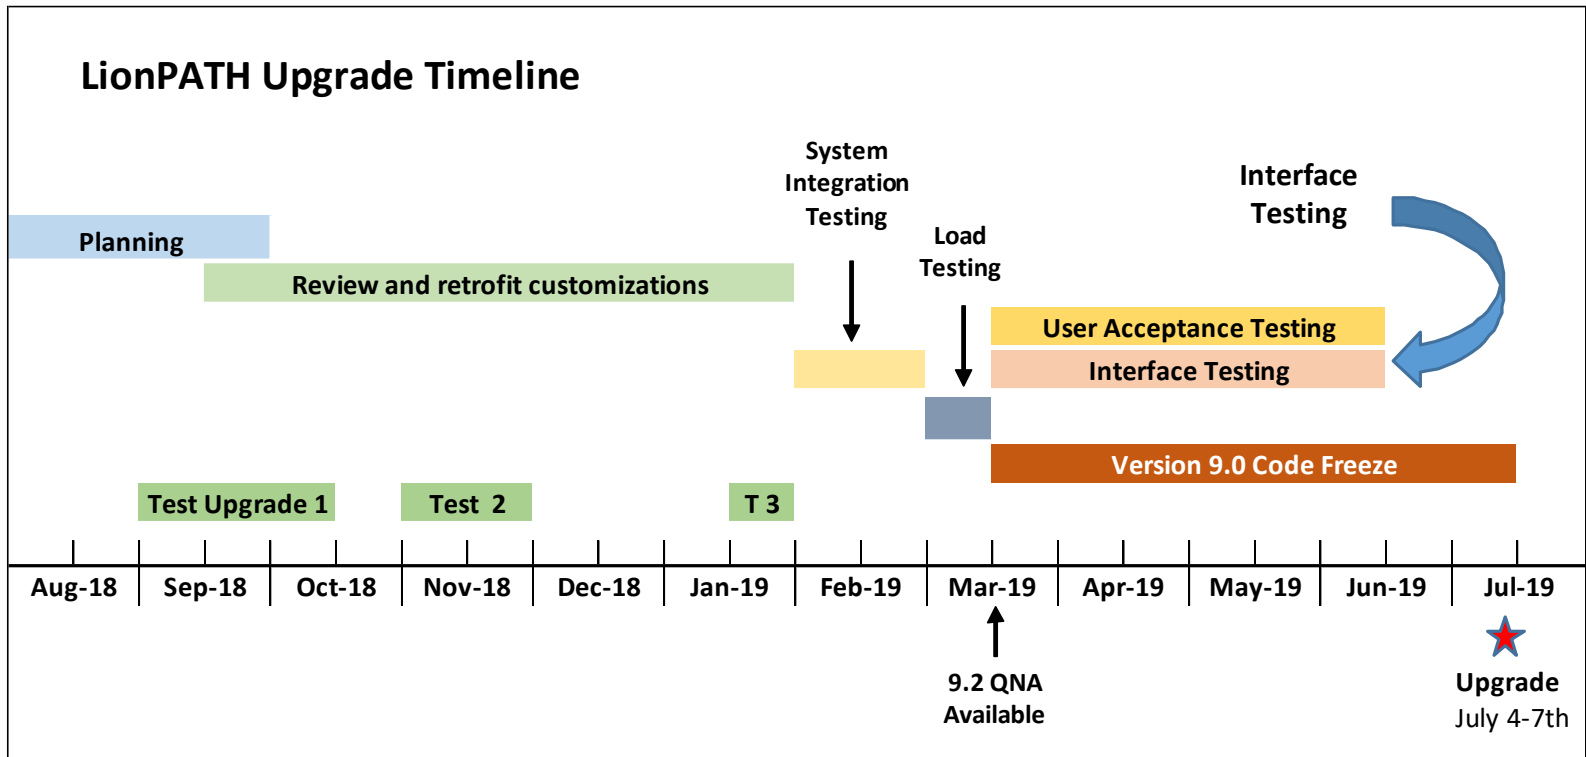 LionPATH Upgrade Timeline
System
Integration
Testing
Interface
Testing
Load
Testing
Planning
Review and retrofit customizations
User Acceptance Testing
Interface Testing
Version 9.0 Code Freeze
Test Upgrade 1
Test 2
T 3
Aug-18
Sep-18
Oct-18
Nov-18
Dec-18
Jan-19
Feb-19
Mar-19
Apr-19
May-19
Jun-19
Jul-19
9.2 QNA
Available
Upgrade
July 4-7th